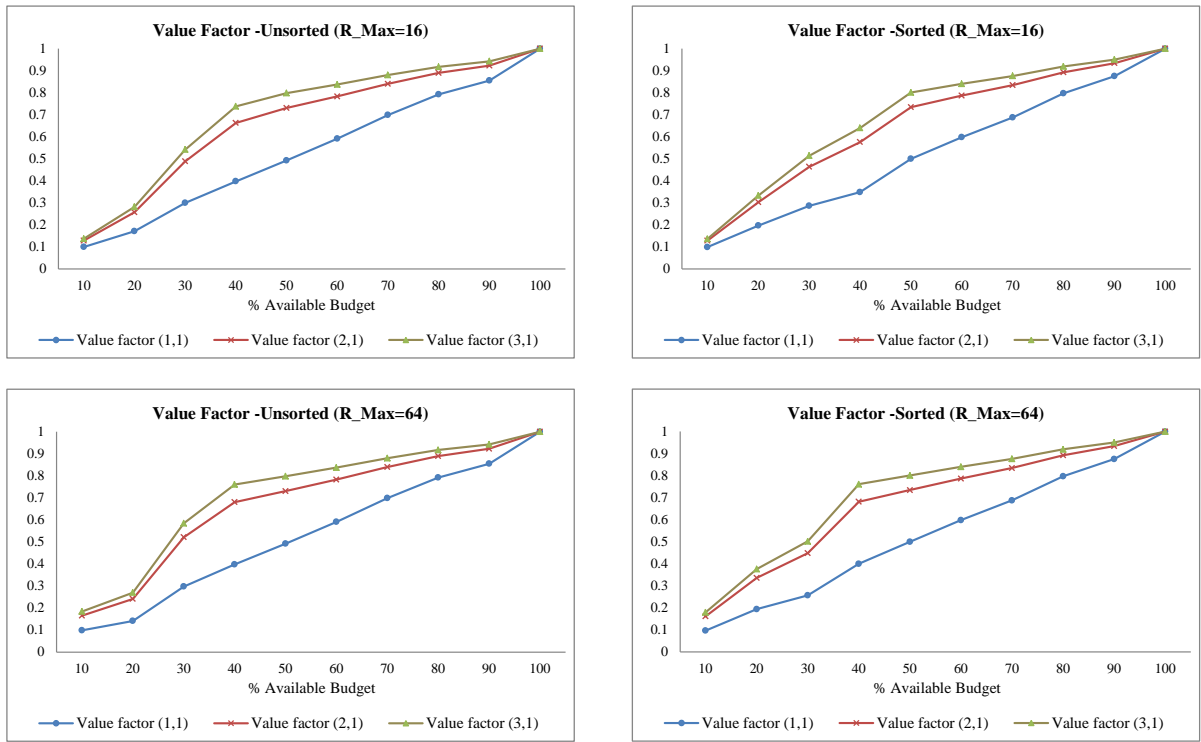 Value Factor -Unsorted (R_Max=16)
1
0.9
0.8
0.7
0.6
0.5
0.4
0.3
0.2
0.1
0
10 20 30 40 50 60 70 80 90 100
% Available Budget
Value factor (1,1) Value factor (2,1) Value factor (3,1)
Value Factor -Sorted (R_Max=16)
1
0.9
0.8
0.7
0.6
0.5
0.4
0.3
0.2
0.1
0
10 20 30 40 50 60 70 80 90 100
% Available Budget
Value factor (1,1) Value factor (2,1) Value factor (3,1)
Value Factor -Unsorted (R_Max=64)
1
0.9
0.8
0.7
0.6
0.5
0.4
0.3
0.2
0.1
0
10 20 30 40 50 60 70 80 90 100
% Available Budget
Value factor (1,1) Value factor (2,1) Value factor (3,1)
Value Factor -Sorted (R_Max=64)
1
0.9
0.8
0.7
0.6
0.5
0.4
0.3
0.2
0.1
0
10 20 30 40 50 60 70 80 90 100
% Available Budget
Value factor (1,1) Value factor (2,1) Value factor (3,1)